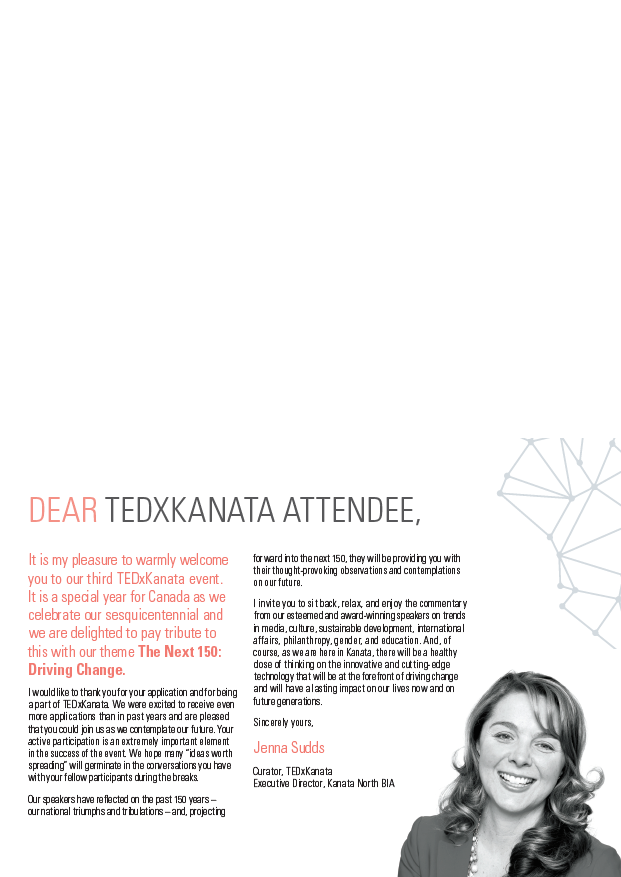 DEAR TEDXKANATA ATTENDEE,
It is my pleasure to warmly welcome
you to our third TEDxKanata event.
It is a special year for Canada as we
celebrate our sesquicentennial and
we are delighted to pay tribute to
this with our theme The Next 150:
Driving Change.
I would like to thank you for your application and for being
a part of TEDxKanata. We were excited to receive even
more applications than in past years and are pleased
that you could join us as we contemplate our future. Your
active participation is an extremely important element
in the success of the event. We hope many “ideas worth
spreading” will germinate in the conversations you have
with your fellow participants during the breaks.
Our speakers have reflected on the past 150 years –
our national triumphs and tribulations – and, projecting
forward into the next 150, they will be providing you with
their thought-provoking observations and contemplations
on our future.
I invite you to sit back, relax, and enjoy the commentary
from our esteemed and award-winning speakers on trends
in media, culture, sustainable development, international
affairs, philanthropy, gender, and education. And, of
course, as we are here in Kanata, there will be a healthy
dose of thinking on the innovative and cutting-edge
technology that will be at the forefront of driving change
and will have a lasting impact on our lives now and on
future generations.
Sincerely yours,
Jenna Sudds
Curator, TEDxKanata
Executive Director, Kanata North BIA